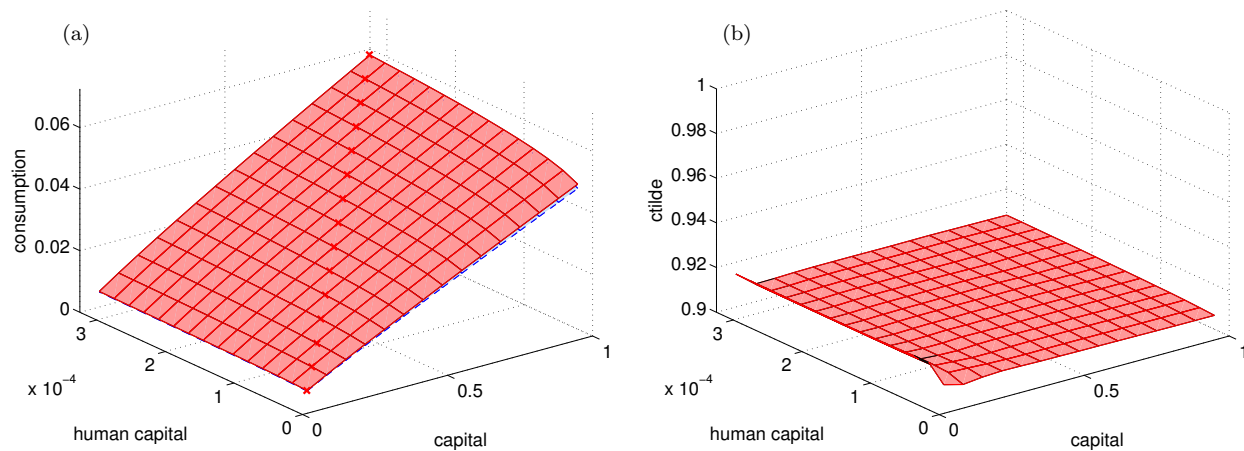 (a)
0.06
0.04
0.02
0
consumption
3
2
1
0
x 10⁻⁴
human capital
0
0.5
1
capital
(b)
1
0.98
0.96
0.94
0.92
0.9
ctilde
3
2
1
0
x 10⁻⁴
human capital
0
0.5
1
capital